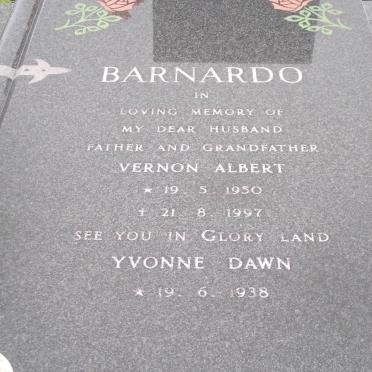 BARNARDO
IN
LOVING MEMORY OF
MY DEAR HUSBAND
FATHER AND GRANDFATHER
VERNON ALBERT
★ 19. 5. 1950
✝ 21. 8. 1997
SEE YOU IN GLORY LAND
YVONNE DAWN
★ 19. 6. 1938